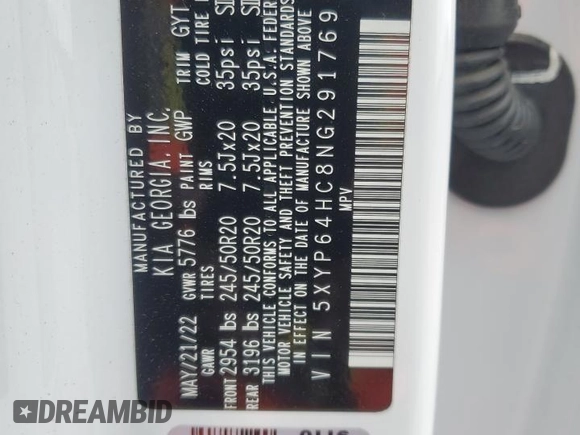 MANUFACTURED BY
KIA GEORGIA, INC.
MAY/21/22 GVWR 5776 lbs PAINT GWP TRIM GYT
GAWR TIRES RIMS COLD TIRE
FRONT 2954 lbs 245/50R20 7.5Jx20 35psi
REAR 3196 lbs 245/50R20 7.5Jx20 35psi
THIS VEHICLE CONFORMS TO ALL APPLICABLE U.S.A. FEDER
MOTOR VEHICLE SAFETY AND THEFT PREVENTION STANDARDS
IN EFFECT ON THE DATE OF MANUFACTURE SHOWN ABOVE
VIN 5XYP64HC8NG291769
MPV
DREAMBID